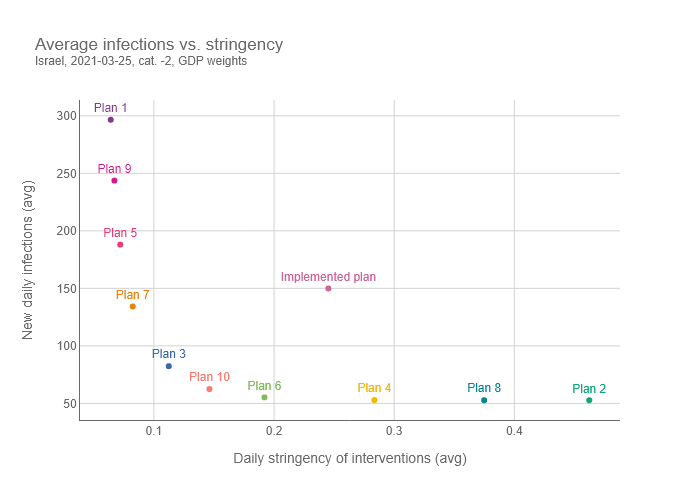 Average infections vs. stringency
Israel, 2021-03-25, cat. -2, GDP weights
300
250
200
150
100
50
New daily infections (avg)
Plan 1
Plan 9
Plan 5
Implemented plan
Plan 7
Plan 3
Plan 10
Plan 6
Plan 4
Plan 8
Plan 2
0.1
0.2
0.3
0.4
Daily stringency of interventions (avg)